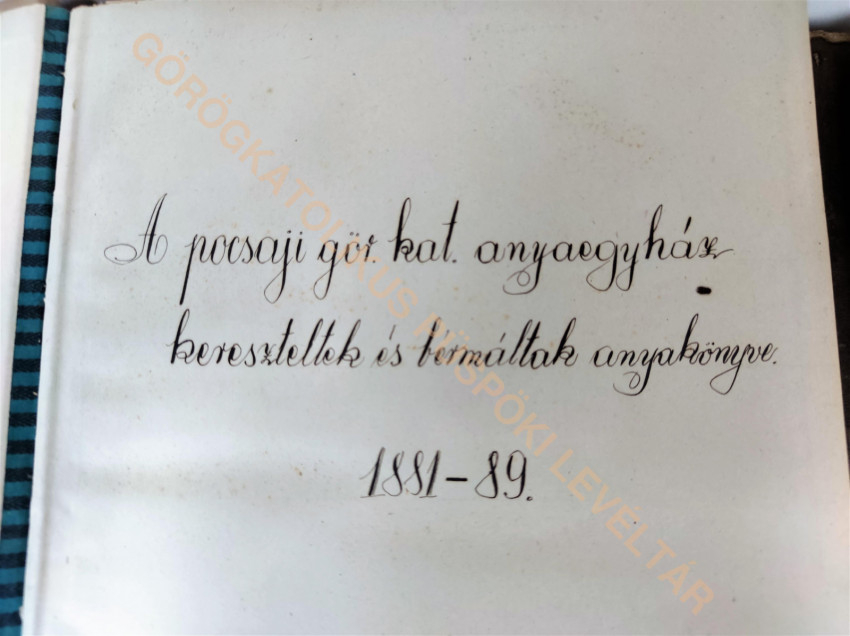 A pocsaji gör. kat. anyaegyház
kereszteltek és bérmáltak anyakönyve.
1881-89.
GÖRÖGKATOLIKUS PÜSPÖKI LEVÉLTÁR